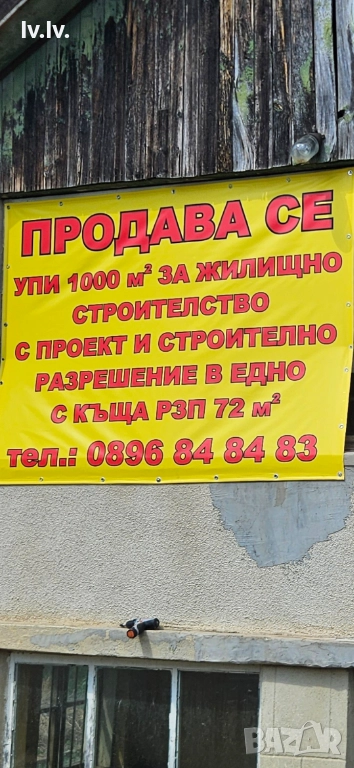 lv.lv.
ПРОДАВА СЕ
УПИ 1000 м² ЗА ЖИЛИЩНО
СТРОИТЕЛСТВО
С ПРОЕКТ И СТРОИТЕЛНО
РАЗРЕШЕНИЕ В ЕДНО
С КЪЩА РЗП 72 м²
тел.: 0896 84 84 83
BAZAR